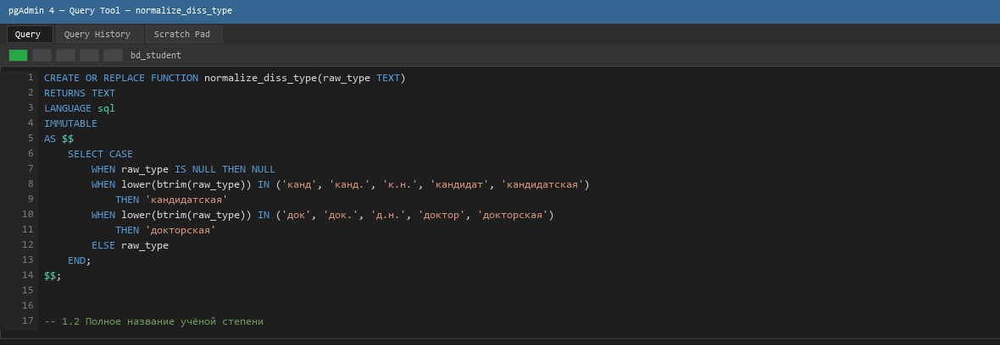 pgAdmin 4 — Query Tool — normalize_diss_type
Query Query History Scratch Pad
bd_student
1 CREATE OR REPLACE FUNCTION normalize_diss_type(raw_type TEXT)
2 RETURNS TEXT
3 LANGUAGE sql
4 IMMUTABLE
5 AS $$
6     SELECT CASE
7         WHEN raw_type IS NULL THEN NULL
8         WHEN lower(btrim(raw_type)) IN ('канд', 'канд.', 'к.н.', 'кандидат', 'кандидатская')
9             THEN 'кандидатская'
10         WHEN lower(btrim(raw_type)) IN ('док', 'док.', 'д.н.', 'доктор', 'докторская')
11             THEN 'докторская'
12         ELSE raw_type
13     END;
14 $$;
15
16
17 -- 1.2 Полное название учёной степени